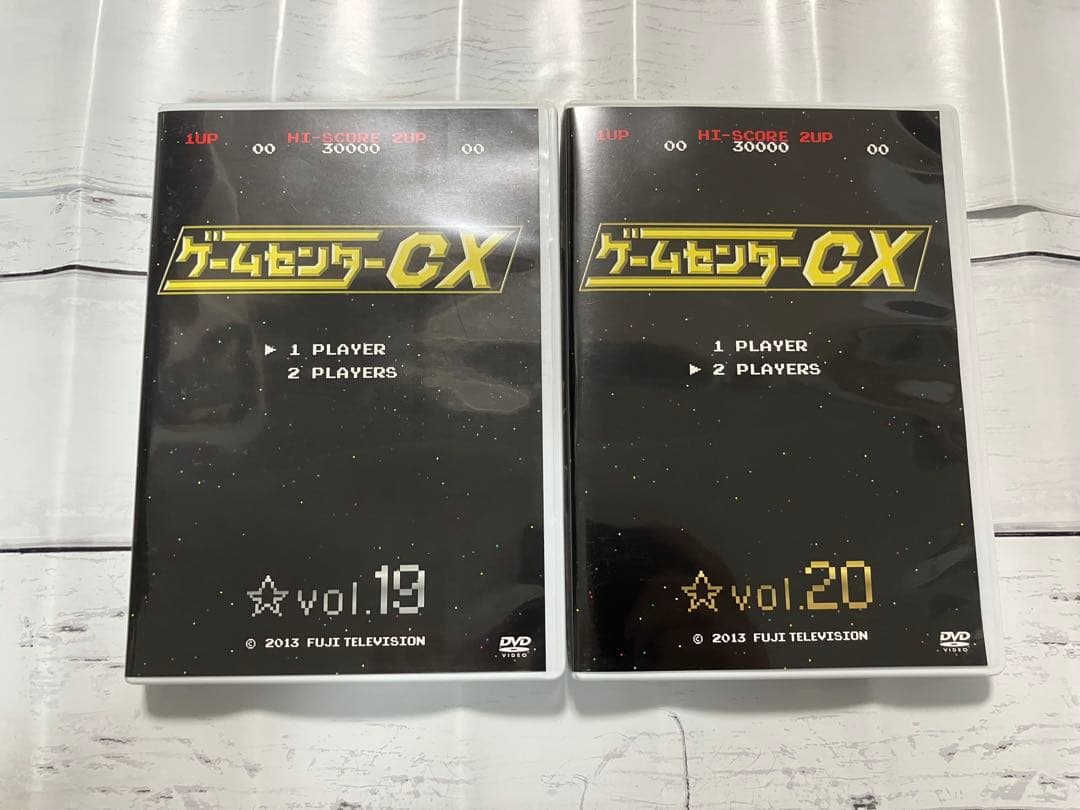 1UP HI-SCORE 2UP
00 30000 00
ゲームセンターCX
1 PLAYER
2 PLAYERS
☆vol.19
© 2013 FUJI TELEVISION
DVD
VIDEO
1UP HI-SCORE 2UP
00 30000 00
ゲームセンターCX
1 PLAYER
2 PLAYERS
☆vol.20
© 2013 FUJI TELEVISION
DVD
VIDEO